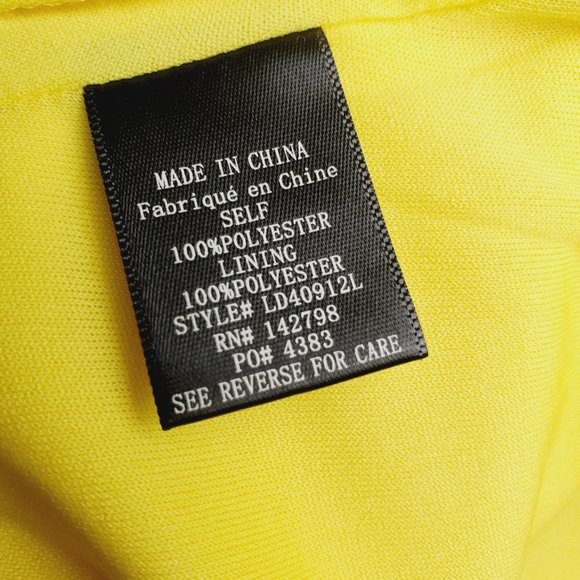 MADE IN CHINA
Fabriqué en Chine
SELF
100%POLYESTER
LINING
100%POLYESTER
STYLE# LD40912L
RN# 142798
PO# 4383
SEE REVERSE FOR CARE